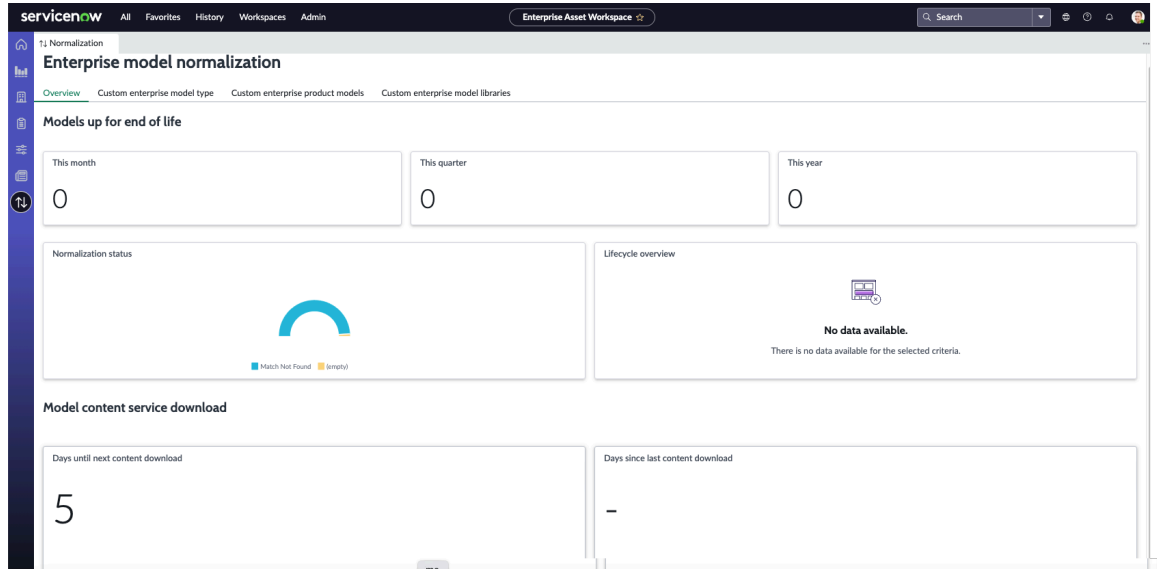 servicenow All Favorites History Workspaces Admin Enterprise Asset Workspace Search
Normalization
Enterprise model normalization
Overview Custom enterprise model type Custom enterprise product models Custom enterprise model libraries
Models up for end of life
This month This quarter This year
0 0 0
Normalization status Lifecycle overview
No data available.
There is no data available for the selected criteria.
Match Not Found (empty)
Model content service download
Days until next content download Days since last content download
5 -